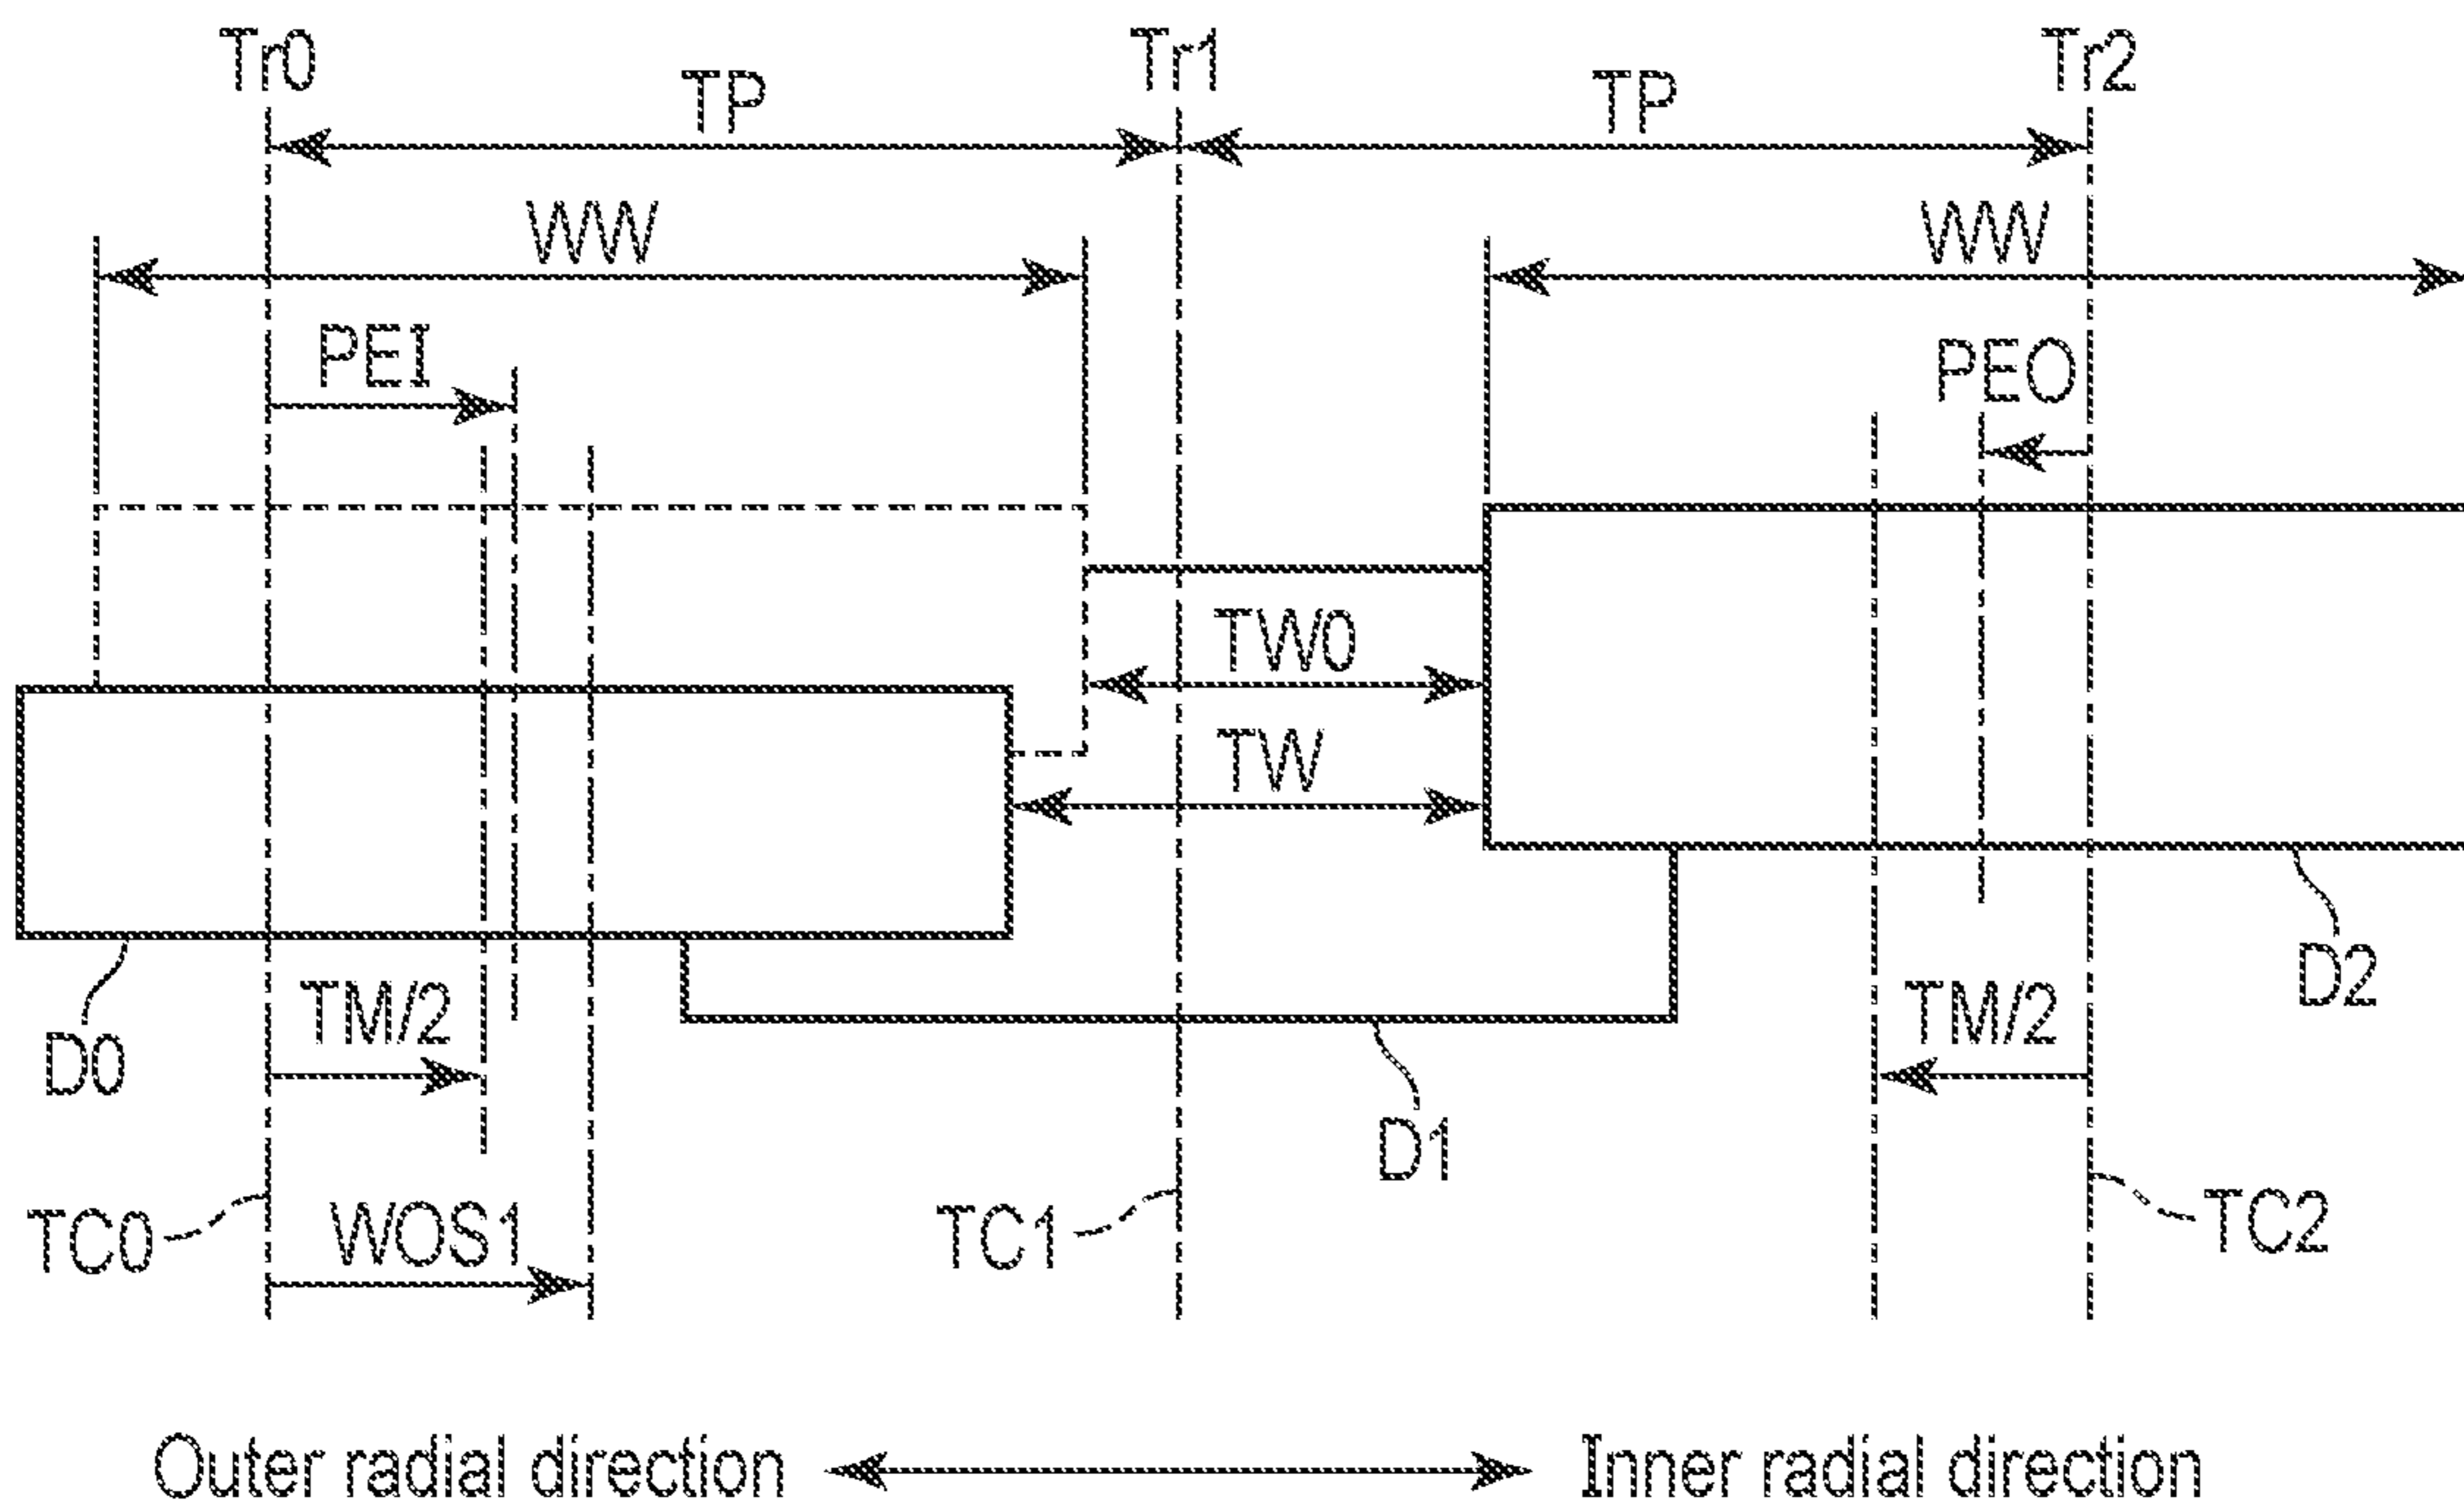 Tr0 Tr1 Tr2
TP TP
WW WW
PEI PEO
TW0
TW
D0 TM/2 TM/2 D2
D1
TC0 WOS1 TC1 TC2
Outer radial direction Inner radial direction